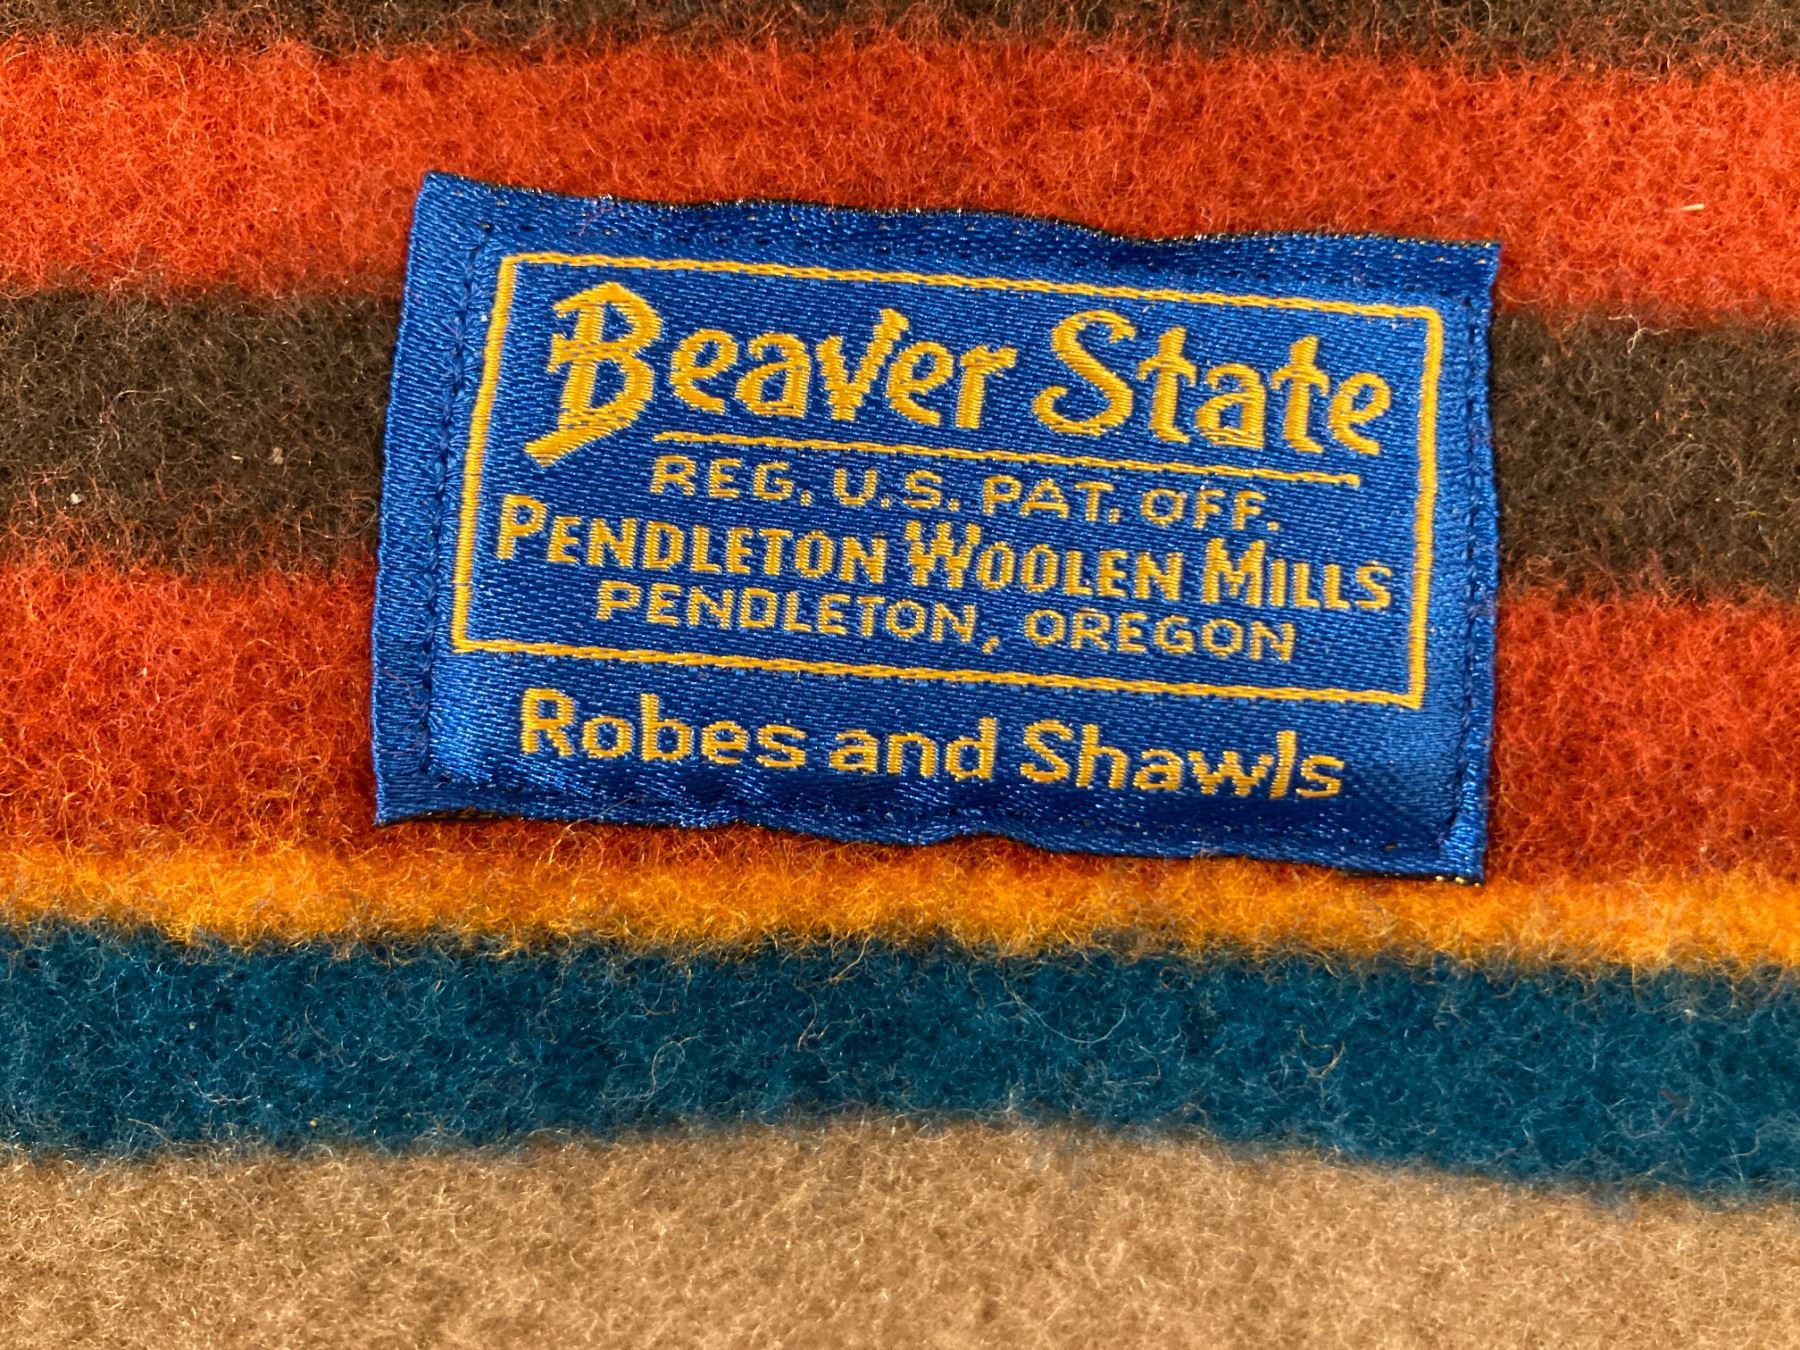 Beaver State
REG. U.S. PAT. OFF.
PENDLETON WOOLEN MILLS
PENDLETON, OREGON
Robes and Shawls